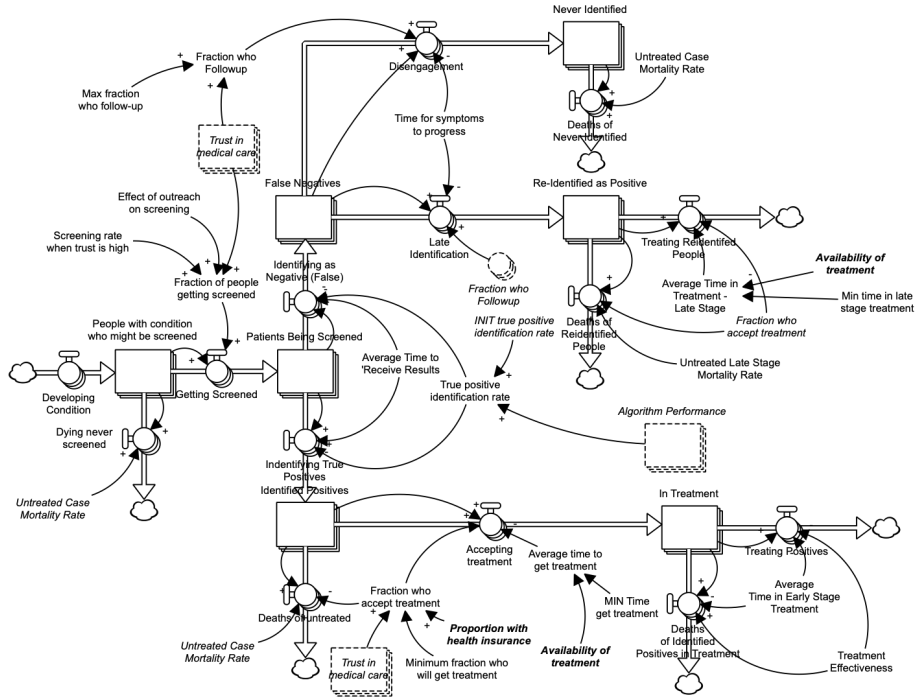 Never Identified
Fraction who
Followup
Disengagement
Untreated Case
Mortality Rate
Max fraction
who follow-up
Time for symptoms
to progress
Deaths of
Never Identified
Trust in
medical care
False Negatives
Re-Identified as Positive
Effect of outreach
on screening
Screening rate
when trust is high
Late
Identification
Treating Reidentifed
People
Identifying as
Negative (False)
Availability of
treatment
Fraction of people
getting screened
Fraction who
Followup
Average Time in
Treatment -
Late Stage
Min time in late
stage treatment
INIT true positive
identification rate
Deaths of
Reidentified
People
Fraction who
accept treatment
People with condition
who might be screened
Patients Being Screened
Average Time to
'Receive Results
Untreated Late Stage
Mortality Rate
Developing
Condition
Getting Screened
True positive
identification rate
Algorithm Performance
Dying never
screened
Indentifying True
Positives
Identified Positives
In Treatment
Untreated Case
Mortality Rate
Accepting
treatment
Average time to
get treatment
Treating Positives
Fraction who
accept treatment
MIN Time
get treatment
Average
Time in Early Stage
Treatment
Deaths of untreated
Proportion with
health insurance
Deaths
of Identified
Positives in Treatment
Untreated Case
Mortality Rate
Trust in
medical care
Minimum fraction who
will get treatment
Availability of
treatment
Treatment
Effectiveness